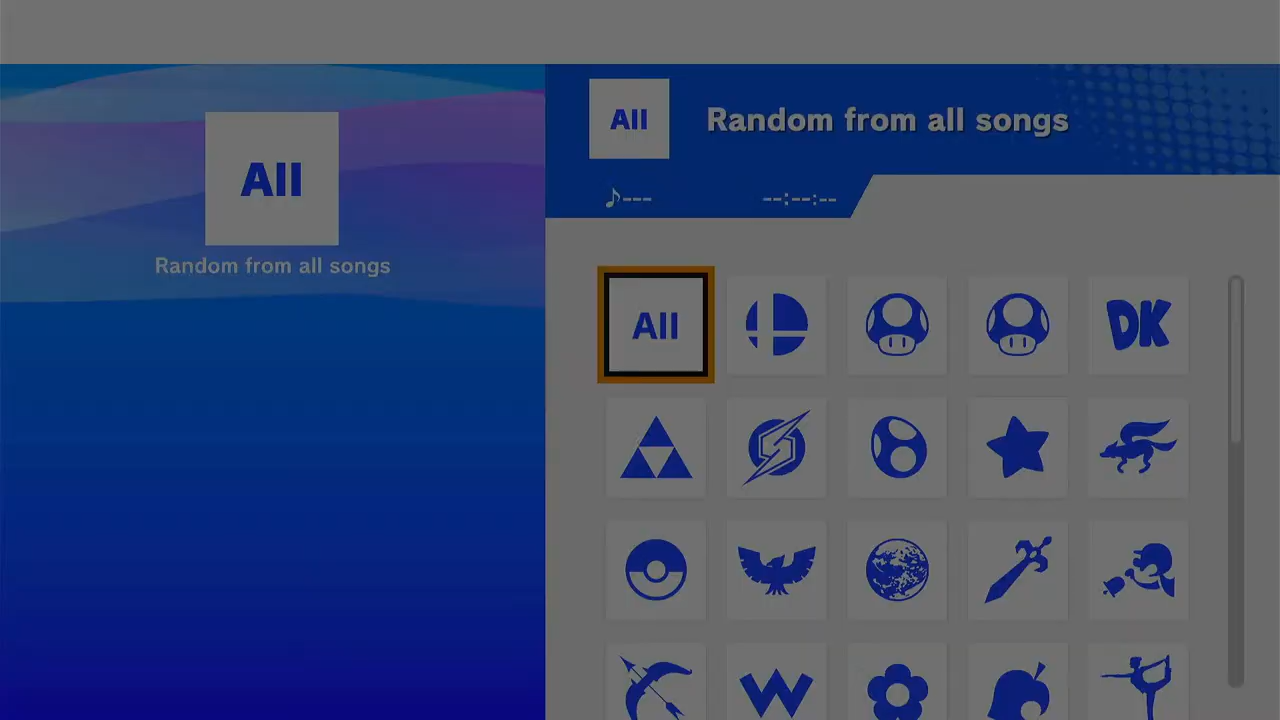 All
Random from all songs
All
Random from all songs
♪--- --:--:--
All
DK
W